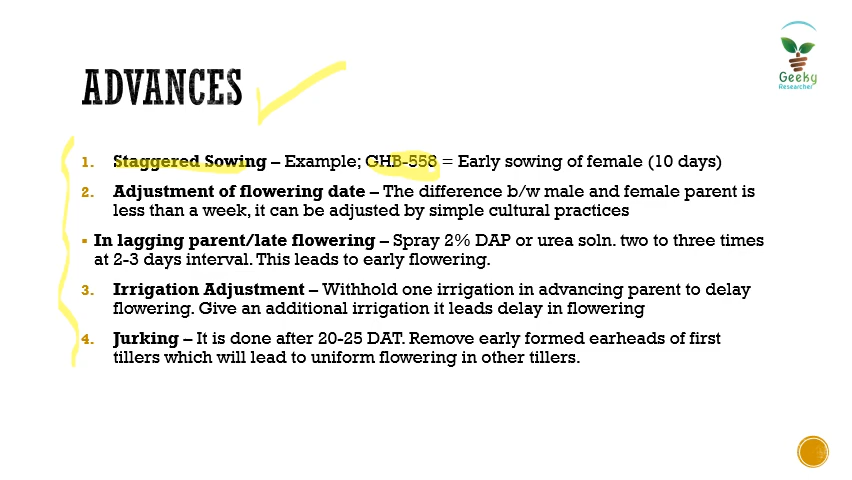 Geeky
Researcher
ADVANCES
1. Staggered Sowing – Example; GHB-558 = Early sowing of female (10 days)
2. Adjustment of flowering date – The difference b/w male and female parent is
less than a week, it can be adjusted by simple cultural practices
▪ In lagging parent/late flowering – Spray 2% DAP or urea soln. two to three times
at 2-3 days interval. This leads to early flowering.
3. Irrigation Adjustment – Withhold one irrigation in advancing parent to delay
flowering. Give an additional irrigation it leads delay in flowering
4. Jurking – It is done after 20-25 DAT. Remove early formed earheads of first
tillers which will lead to uniform flowering in other tillers.